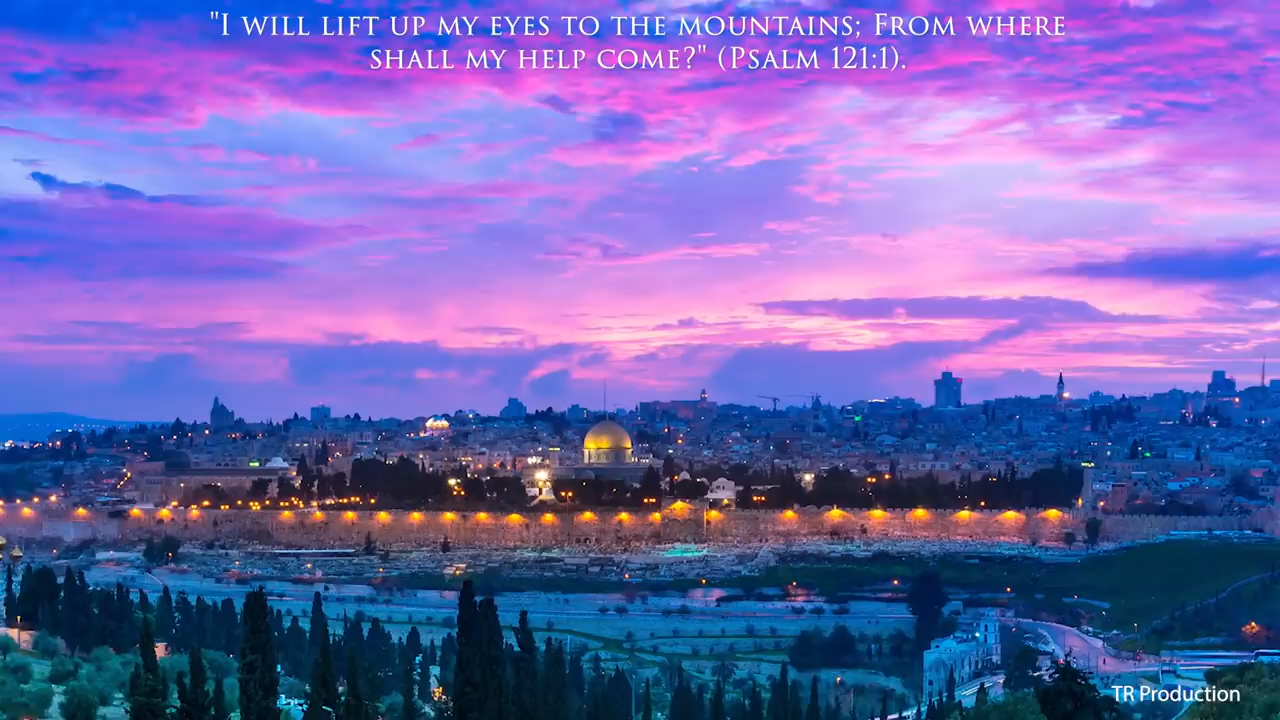 "I will lift up my eyes to the mountains; From where
shall my help come?" (Psalm 121:1).
TR Production